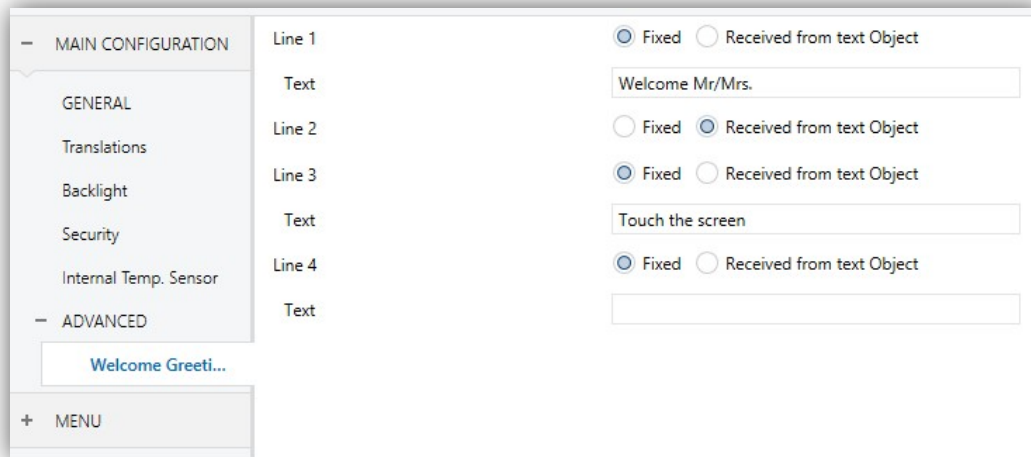 − MAIN CONFIGURATION
GENERAL
Translations
Backlight
Security
Internal Temp. Sensor
− ADVANCED
Welcome Greeti...
+ MENU
Line 1 Fixed Received from text Object
Text Welcome Mr/Mrs.
Line 2 Fixed Received from text Object
Line 3 Fixed Received from text Object
Text Touch the screen
Line 4 Fixed Received from text Object
Text